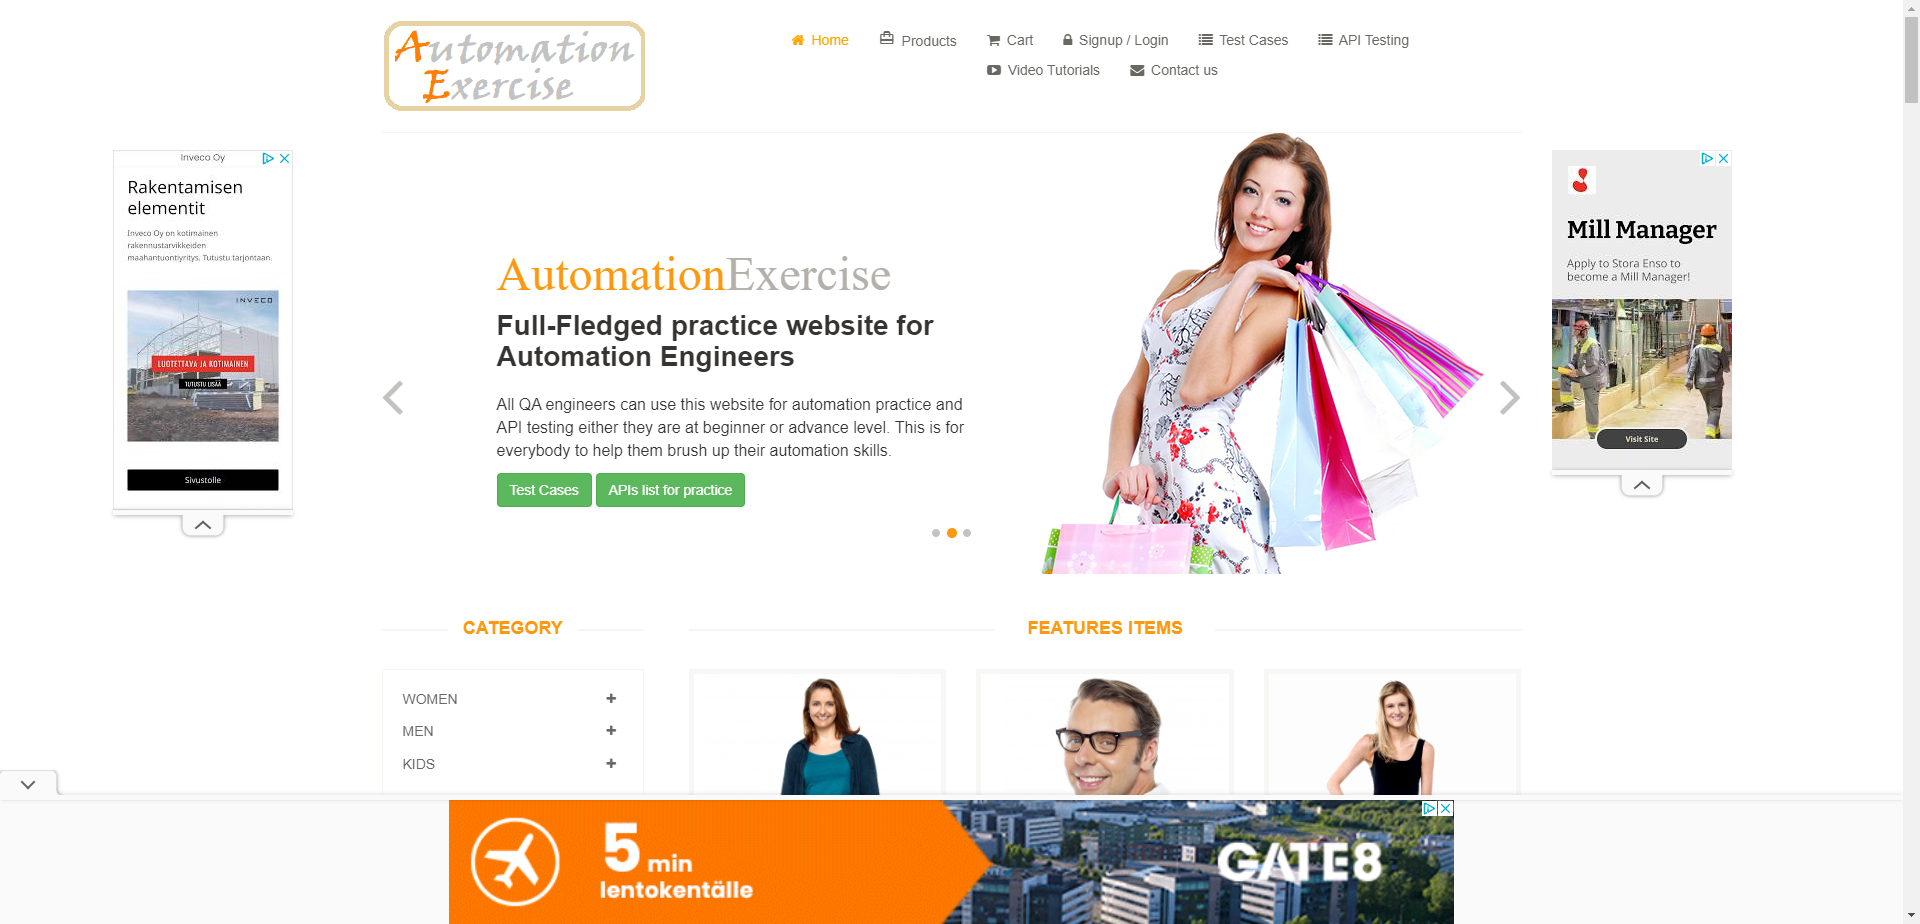 Automation
Exercise
Home
Products
Cart
Signup / Login
Test Cases
API Testing
Video Tutorials
Contact us
Inveco Oy
Rakentamisen
elementit
Inveco Oy on kotimainen
rakennustarvikkeiden
maahantuontiyritys. Tutustu tarjontaan.
INVECO
LUOTETTAVA JA KOTIMAINEN
TUTUSTU LISÄÄ
Sivustolle
AutomationExercise
Full-Fledged practice website for
Automation Engineers
All QA engineers can use this website for automation practice and
API testing either they are at beginner or advance level. This is for
everybody to help them brush up their automation skills.
Test Cases
APIs list for practice
Mill Manager
Apply to Stora Enso to
become a Mill Manager!
Visit Site
CATEGORY
WOMEN
MEN
KIDS
FEATURES ITEMS
5 min
lentokentälle
GATE8